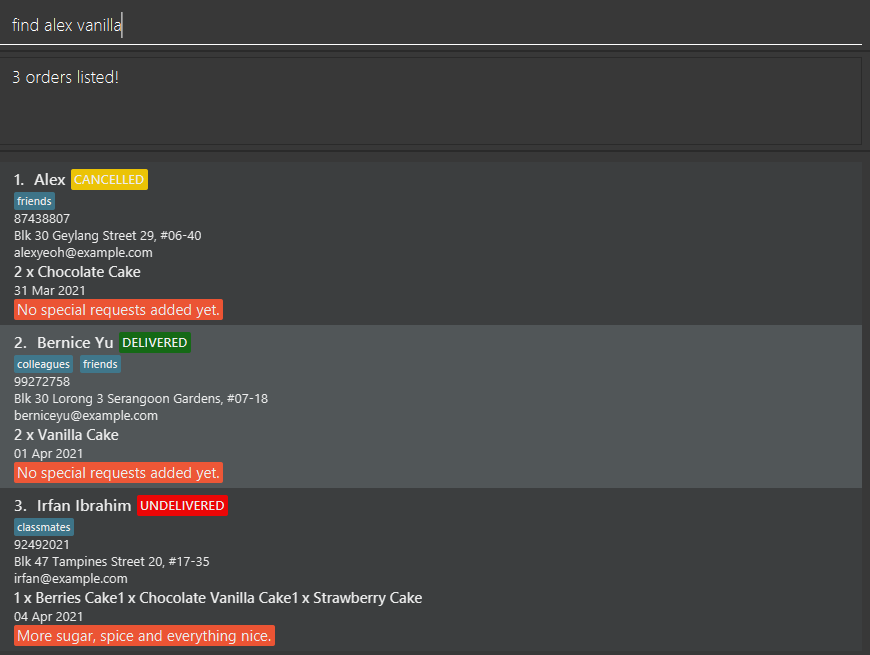 find alex vanilla
3 orders listed!
1. Alex CANCELLED
friends
87438807
Blk 30 Geylang Street 29, #06-40
alexyeoh@example.com
2 x Chocolate Cake
31 Mar 2021
No special requests added yet.
2. Bernice Yu DELIVERED
colleagues friends
99272758
Blk 30 Lorong 3 Serangoon Gardens, #07-18
berniceyu@example.com
2 x Vanilla Cake
01 Apr 2021
No special requests added yet.
3. Irfan Ibrahim UNDELIVERED
classmates
92492021
Blk 47 Tampines Street 20, #17-35
irfan@example.com
1 x Berries Cake1 x Chocolate Vanilla Cake1 x Strawberry Cake
04 Apr 2021
More sugar, spice and everything nice.